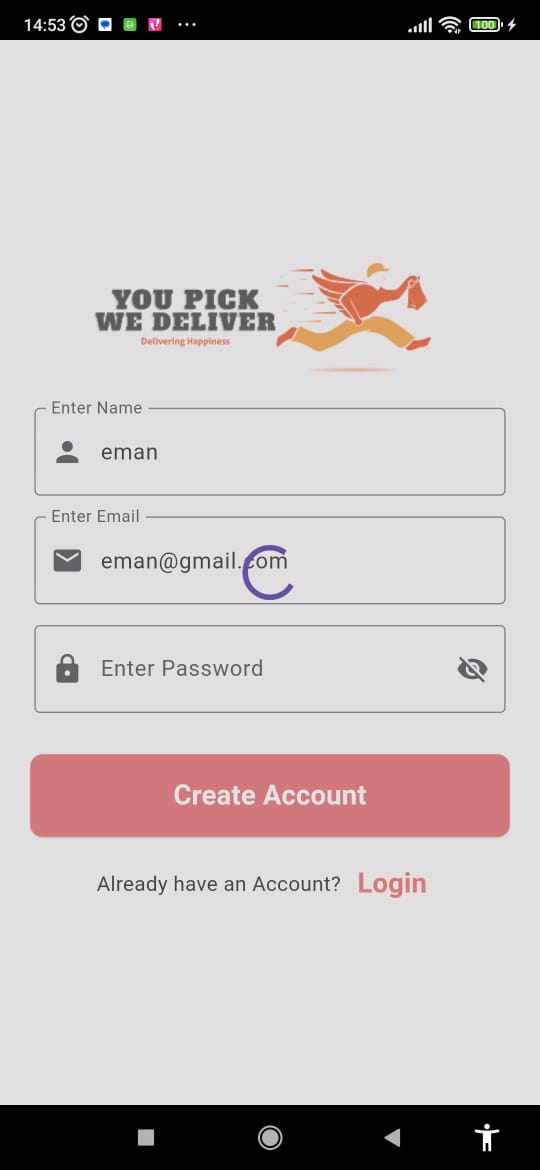 14:53
100
YOU PICK
WE DELIVER
Delivering Happiness
Enter Name
eman
Enter Email
eman@gmail.com
Enter Password
Create Account
Already have an Account? Login